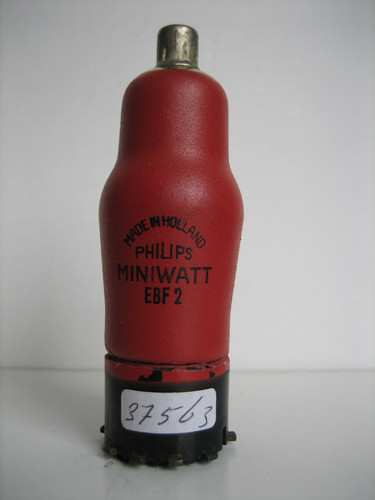 MADE IN HOLLAND
PHILIPS
MINIWATT
EBF 2
37563